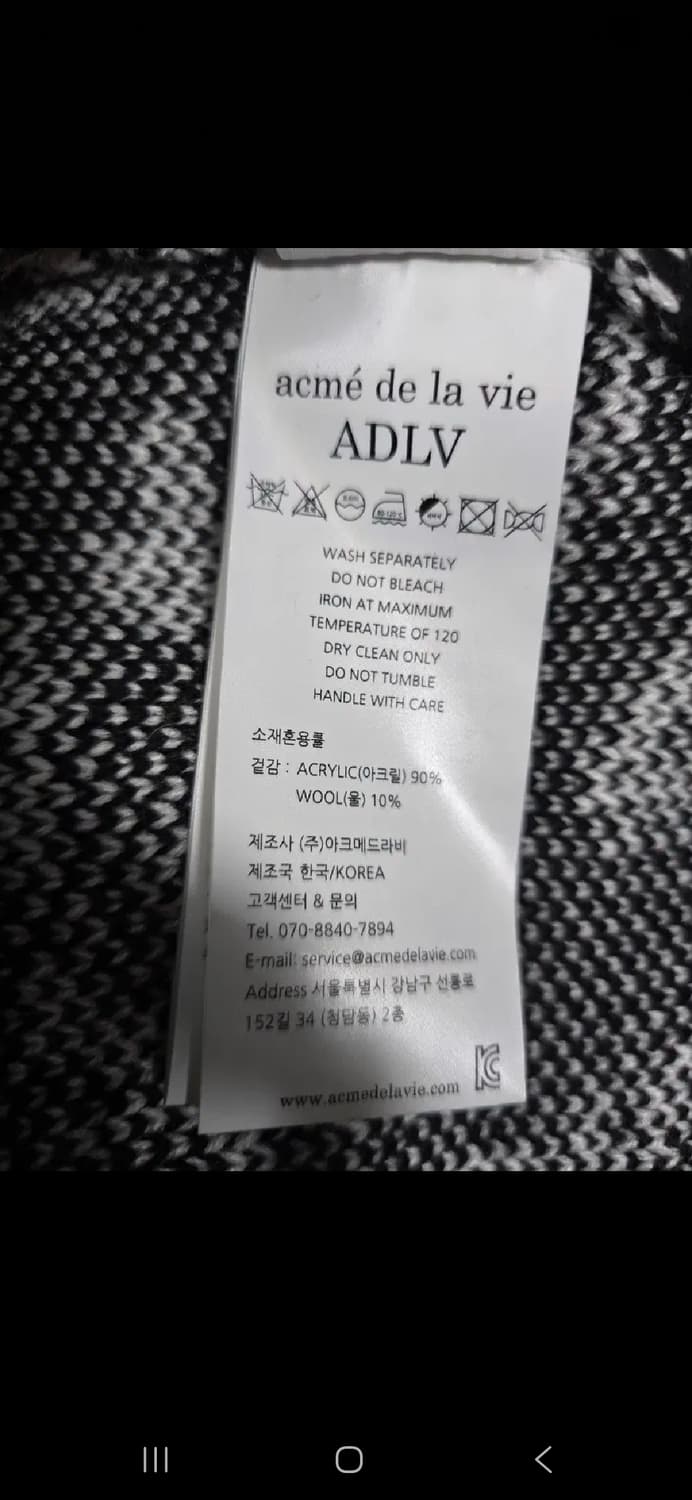 acmé de la vie
ADLV
80-120℃
WASH SEPARATELY
DO NOT BLEACH
IRON AT MAXIMUM
TEMPERATURE OF 120
DRY CLEAN ONLY
DO NOT TUMBLE
HANDLE WITH CARE
소재혼용률
겉감 : ACRYLIC(아크릴) 90%
WOOL(울) 10%
제조사 (주)아크메드라비
제조국 한국/KOREA
고객센터 & 문의
Tel. 070-8840-7894
E-mail: service@acmedelavie.com
Address 서울특별시 강남구 선릉로
152길 34 (청담동) 2층
www.acmedelavie.com